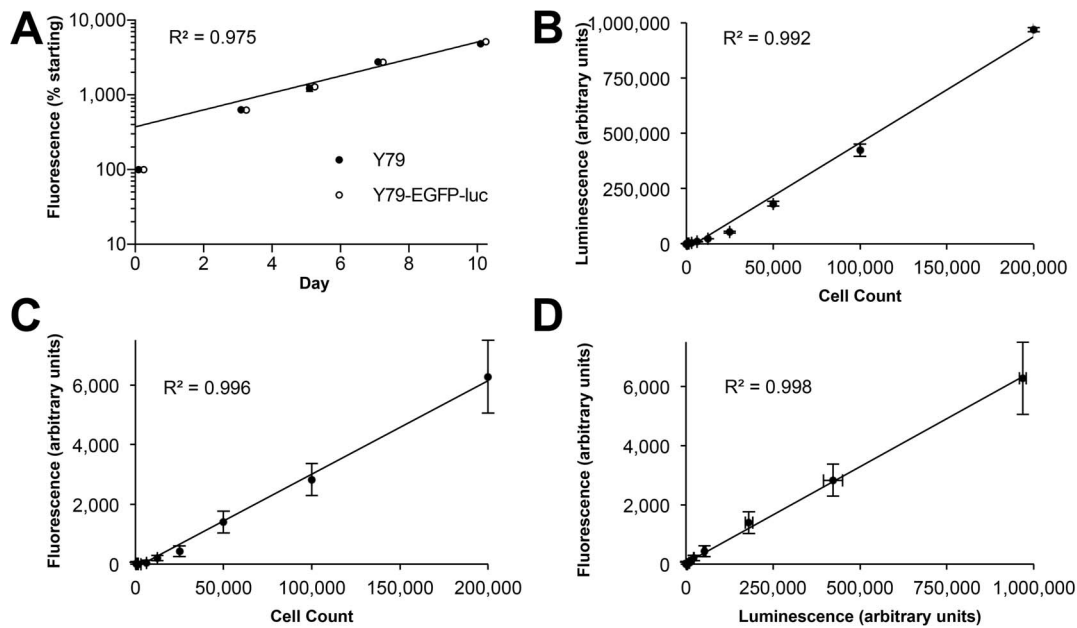 A
Fluorescence (% starting)
10,000
1,000
100
10
R² = 0.975
Y79
Y79-EGFP-luc
0 2 4 6 8 10
Day
B
Luminescence (arbitrary units)
1,000,000
750,000
500,000
250,000
0
R² = 0.992
0 50,000 100,000 150,000 200,000
Cell Count
C
Fluorescence (arbitrary units)
6,000
4,000
2,000
0
R² = 0.996
0 50,000 100,000 150,000 200,000
Cell Count
D
Fluorescence (arbitrary units)
6,000
4,000
2,000
0
R² = 0.998
0 250,000 500,000 750,000 1,000,000
Luminescence (arbitrary units)